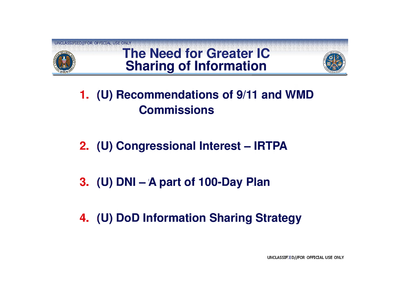 UNCLASSIFIED//FOR OFFICIAL USE ONLY
The Need for Greater IC
Sharing of Information
1. (U) Recommendations of 9/11 and WMD
Commissions
2. (U) Congressional Interest – IRTPA
3. (U) DNI – A part of 100-Day Plan
4. (U) DoD Information Sharing Strategy
UNCLASSIFIED//FOR OFFICIAL USE ONLY